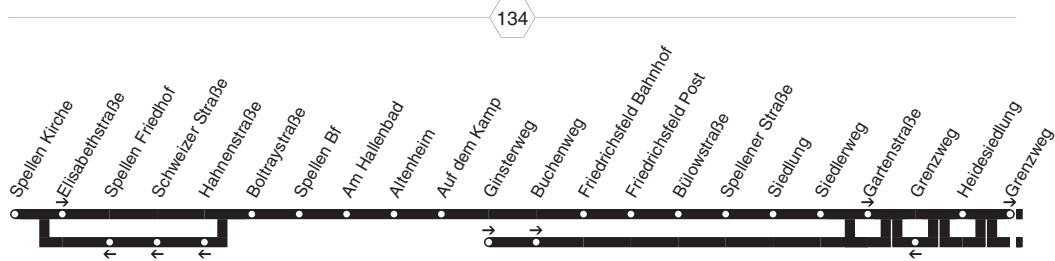 134
Spellen Kirche
Elisabethstraße
Spellen Friedhof
Schweizer Straße
Hahnenstraße
Boltraystraße
Spellen Bf
Am Hallenbad
Altenheim
Auf dem Kamp
Ginsterweg
Buchenweg
Friedrichsfeld Bahnhof
Friedrichsfeld Post
Bülowstraße
Spellener Straße
Siedlung
Siedlerweg
Gartenstraße
Grenzweg
Heidesiedlung
Grenzweg